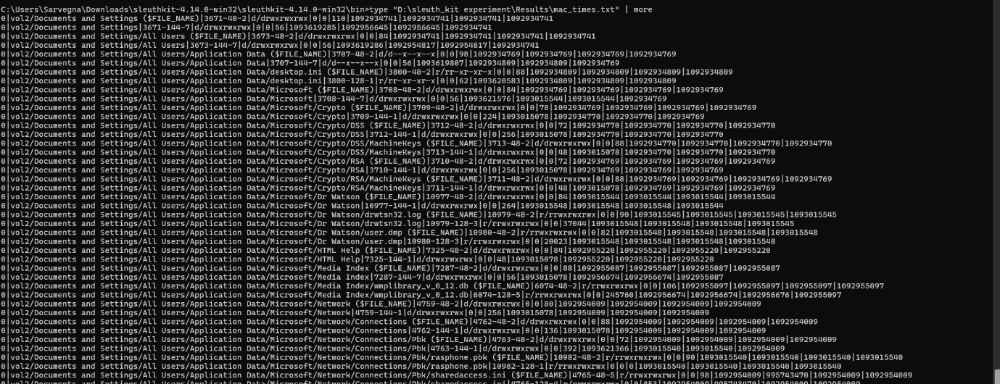 C:\Users\Sarvegna\Downloads\sleuthkit-4.14.0-win32\sleuthkit-4.14.0-win32\bin>type "D:\sleuth_kit experiment\Results\mac_times.txt" | more
0|vol2/Documents and Settings ($FILE_NAME)|3671-48-2|d/drwxrwxrwx|0|0|110|1092934741|1092934741|1092934741|1092934741
0|vol2/Documents and Settings|3671-144-7|d/drwxrwxrwx|0|0|56|1093619285|1092956645|1092956645|1092934741
0|vol2/Documents and Settings/All Users ($FILE_NAME)|3673-48-2|d/drwxrwxrwx|0|0|84|1092934741|1092934741|1092934741|1092934741
0|vol2/Documents and Settings/All Users|3673-144-7|d/drwxrwxrwx|0|0|56|1093619286|1092954817|1092954817|1092934741
0|vol2/Documents and Settings/All Users/Application Data ($FILE_NAME)|3707-48-2|d/d--x--x--x|0|0|98|1092934769|1092934769|1092934769|1092934769
0|vol2/Documents and Settings/All Users/Application Data|3707-144-7|d/d--x--x--x|0|0|56|1093619807|1092934809|1092934809|1092934769
0|vol2/Documents and Settings/All Users/Application Data/desktop.ini ($FILE_NAME)|3800-48-2|r/rr-xr-xr-x|0|0|88|1092934809|1092934809|1092934809|1092934809
0|vol2/Documents and Settings/All Users/Application Data/desktop.ini|3800-128-1|r/rr-xr-xr-x|0|0|62|1093620583|1092934809|1092934809|1092934809
0|vol2/Documents and Settings/All Users/Application Data/Microsoft ($FILE_NAME)|3708-48-2|d/drwxrwxrwx|0|0|84|1092934769|1092934769|1092934769|1092934769
0|vol2/Documents and Settings/All Users/Application Data/Microsoft|3708-144-7|d/drwxrwxrwx|0|0|56|1093621576|1093015544|1093015544|1092934769
0|vol2/Documents and Settings/All Users/Application Data/Microsoft/Crypto ($FILE_NAME)|3709-48-2|d/drwxrwxrwx|0|0|78|1092934769|1092934769|1092934769|1092934769
0|vol2/Documents and Settings/All Users/Application Data/Microsoft/Crypto|3709-144-1|d/drwxrwxrwx|0|0|224|1093015078|1092934770|1092934770|1092934769
0|vol2/Documents and Settings/All Users/Application Data/Microsoft/Crypto/DSS ($FILE_NAME)|3712-48-2|d/drwxrwxrwx|0|0|72|1092934770|1092934770|1092934770|1092934770
0|vol2/Documents and Settings/All Users/Application Data/Microsoft/Crypto/DSS|3712-144-1|d/drwxrwxrwx|0|0|256|1093015078|1092934770|1092934770|1092934770
0|vol2/Documents and Settings/All Users/Application Data/Microsoft/Crypto/DSS/MachineKeys ($FILE_NAME)|3713-48-2|d/drwxrwxrwx|0|0|88|1092934770|1092934770|1092934770|1092934770
0|vol2/Documents and Settings/All Users/Application Data/Microsoft/Crypto/DSS/MachineKeys|3713-144-1|d/drwxrwxrwx|0|0|48|1093015078|1092934770|1092934770|1092934770
0|vol2/Documents and Settings/All Users/Application Data/Microsoft/Crypto/RSA ($FILE_NAME)|3710-48-2|d/drwxrwxrwx|0|0|72|1092934769|1092934769|1092934769|1092934769
0|vol2/Documents and Settings/All Users/Application Data/Microsoft/Crypto/RSA|3710-144-1|d/drwxrwxrwx|0|0|256|1093015078|1092934769|1092934769|1092934769
0|vol2/Documents and Settings/All Users/Application Data/Microsoft/Crypto/RSA/MachineKeys ($FILE_NAME)|3711-48-2|d/drwxrwxrwx|0|0|88|1092934769|1092934769|1092934769|1092934769
0|vol2/Documents and Settings/All Users/Application Data/Microsoft/Crypto/RSA/MachineKeys|3711-144-1|d/drwxrwxrwx|0|0|48|1093015078|1092934769|1092934769|1092934769
0|vol2/Documents and Settings/All Users/Application Data/Microsoft/Dr Watson ($FILE_NAME)|10977-48-2|d/drwxrwxrwx|0|0|84|1093015544|1093015544|1093015544|1093015544
0|vol2/Documents and Settings/All Users/Application Data/Microsoft/Dr Watson|10977-144-1|d/drwxrwxrwx|0|0|264|1093015548|1093015548|1093015548|1093015544
0|vol2/Documents and Settings/All Users/Application Data/Microsoft/Dr Watson/drwtsn32.log ($FILE_NAME)|10979-48-2|r/rrwxrwxrwx|0|0|90|1093015545|1093015545|1093015545|1093015545
0|vol2/Documents and Settings/All Users/Application Data/Microsoft/Dr Watson/drwtsn32.log|10979-128-3|r/rrwxrwxrwx|0|0|37044|1093015548|1093015548|1093015548|1093015545
0|vol2/Documents and Settings/All Users/Application Data/Microsoft/Dr Watson/user.dmp ($FILE_NAME)|10980-48-2|r/rrwxrwxrwx|0|0|82|1093015548|1093015548|1093015548|1093015548
0|vol2/Documents and Settings/All Users/Application Data/Microsoft/Dr Watson/user.dmp|10980-128-3|r/rrwxrwxrwx|0|0|20023|1093015548|1093015548|1093015548|1093015548
0|vol2/Documents and Settings/All Users/Application Data/Microsoft/HTML Help ($FILE_NAME)|7325-48-2|d/drwxrwxrwx|0|0|84|1092955220|1092955220|1092955220|1092955220
0|vol2/Documents and Settings/All Users/Application Data/Microsoft/HTML Help|7325-144-1|d/drwxrwxrwx|0|0|48|1093015078|1092955220|1092955220|1092955220
0|vol2/Documents and Settings/All Users/Application Data/Microsoft/Media Index ($FILE_NAME)|7287-48-2|d/drwxrwxrwx|0|0|88|1092955087|1092955087|1092955087|1092955087
0|vol2/Documents and Settings/All Users/Application Data/Microsoft/Media Index|7287-144-7|d/drwxrwxrwx|0|0|56|1093015078|1092956674|1092956674|1092955087
0|vol2/Documents and Settings/All Users/Application Data/Microsoft/Media Index/wmplibrary_v_0_12.db ($FILE_NAME)|6074-48-2|r/rrwxrwxrwx|0|0|106|1092955097|1092955097|1092955097|1092955097
0|vol2/Documents and Settings/All Users/Application Data/Microsoft/Media Index/wmplibrary_v_0_12.db|6074-128-5|r/rrwxrwxrwx|0|0|245760|1092956674|1092956674|1092956676|1092955097
0|vol2/Documents and Settings/All Users/Application Data/Microsoft/Network ($FILE_NAME)|4759-48-2|d/drwxrwxrwx|0|0|80|1092954009|1092954009|1092954009|1092954009
0|vol2/Documents and Settings/All Users/Application Data/Microsoft/Network|4759-144-1|d/drwxrwxrwx|0|0|256|1093015078|1092954009|1092954009|1092954009
0|vol2/Documents and Settings/All Users/Application Data/Microsoft/Network/Connections ($FILE_NAME)|4762-48-2|d/drwxrwxrwx|0|0|88|1092954009|1092954009|1092954009|1092954009
0|vol2/Documents and Settings/All Users/Application Data/Microsoft/Network/Connections|4762-144-1|d/drwxrwxrwx|0|0|136|1093015078|1092954009|1092954009|1092954009
0|vol2/Documents and Settings/All Users/Application Data/Microsoft/Network/Connections/Pbk ($FILE_NAME)|4763-48-2|d/drwxrwxrwx|0|0|72|1092954009|1092954009|1092954009|1092954009
0|vol2/Documents and Settings/All Users/Application Data/Microsoft/Network/Connections/Pbk|4763-144-1|d/drwxrwxrwx|0|0|392|1093621366|1093015540|1093015540|1092954009
0|vol2/Documents and Settings/All Users/Application Data/Microsoft/Network/Connections/Pbk/rasphone.pbk ($FILE_NAME)|10982-48-2|r/rrwxrwxrwx|0|0|90|1093015540|1093015540|1093015540|1093015540
0|vol2/Documents and Settings/All Users/Application Data/Microsoft/Network/Connections/Pbk/rasphone.pbk|10982-128-1|r/rrwxrwxrwx|0|0|0|1093015540|1093015540|1093015540|1093015540
0|vol2/Documents and Settings/All Users/Application Data/Microsoft/Network/Connections/Pbk/sharedaccess.ini ($FILE_NAME)|4765-48-5|r/rrwxrwxrwx|0|0|98|1092954009|995743470|1092954009|1092954009
0|vol2/Documents and Settings/All Users/Application Data/Microsoft/Network/Connections/Pbk/sharedaccess.ini|4765-128-4|r/rrwxrwxrwx|0|0|